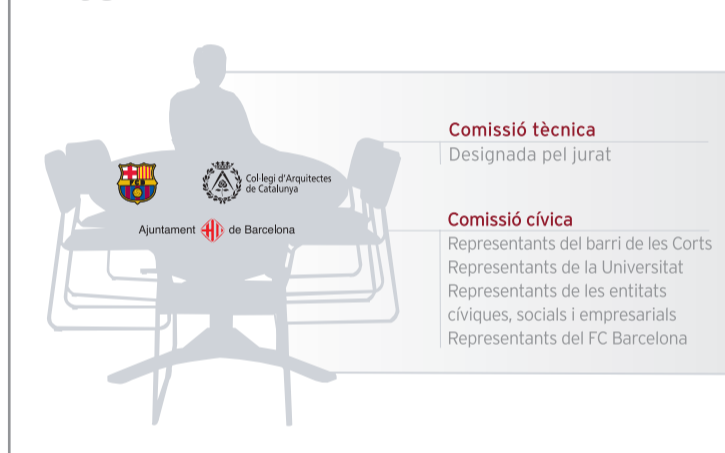 Col·legi d'Arquitectes
de Catalunya
Ajuntament de Barcelona
Comissió tècnica
Designada pel jurat
Comissió cívica
Representants del barri de les Corts
Representants de la Universitat
Representants de les entitats
cíviques, socials i empresarials
Representants del FC Barcelona